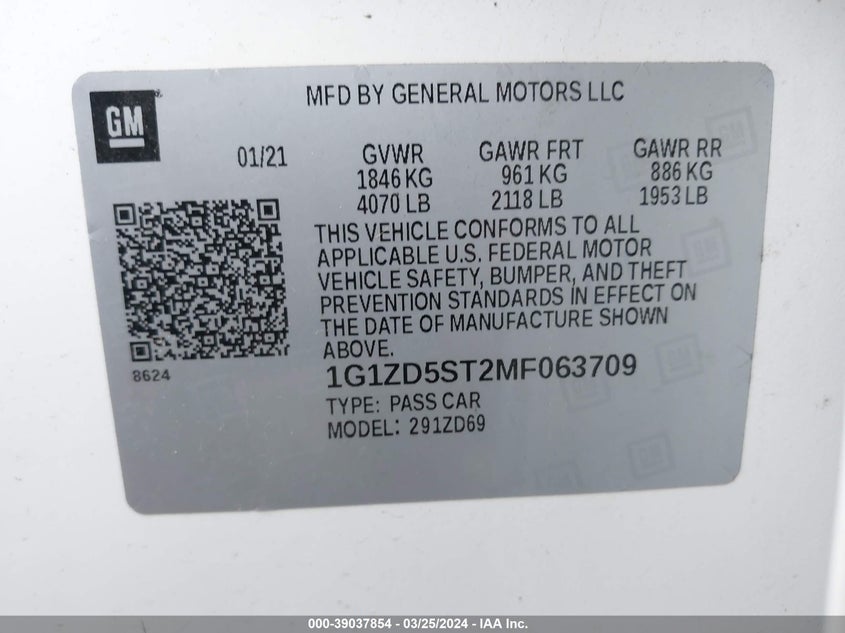 MFD BY GENERAL MOTORS LLC
GM
01/21 GVWR GAWR FRT GAWR RR
1846 KG 961 KG 886 KG
4070 LB 2118 LB 1953 LB
THIS VEHICLE CONFORMS TO ALL
APPLICABLE U.S. FEDERAL MOTOR
VEHICLE SAFETY, BUMPER, AND THEFT
PREVENTION STANDARDS IN EFFECT ON
THE DATE OF MANUFACTURE SHOWN
ABOVE.
8624
1G1ZD5ST2MF063709
TYPE: PASS CAR
MODEL: 291ZD69
000-39037854 - 03/25/2024 - IAA Inc.